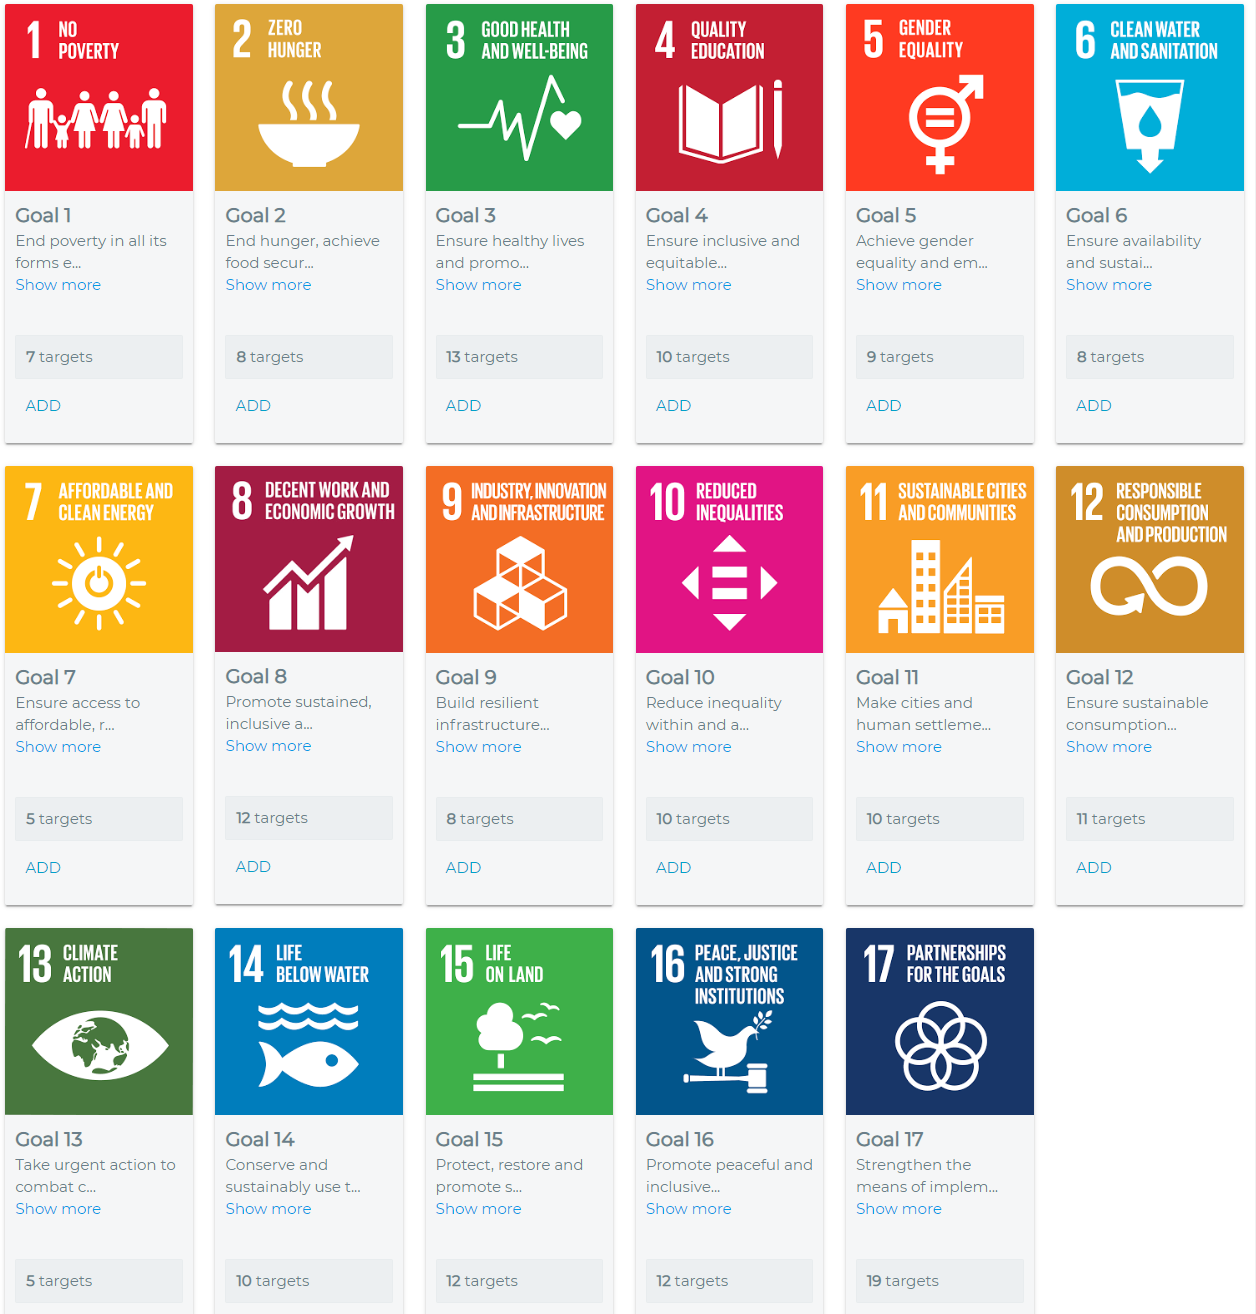 1 NO
POVERTY
Goal 1
End poverty in all its
forms e...
Show more
7 targets
ADD
2 ZERO
HUNGER
Goal 2
End hunger, achieve
food secur...
Show more
8 targets
ADD
3 GOOD HEALTH
AND WELL-BEING
Goal 3
Ensure healthy lives
and promo...
Show more
13 targets
ADD
4 QUALITY
EDUCATION
Goal 4
Ensure inclusive and
equitable...
Show more
10 targets
ADD
5 GENDER
EQUALITY
Goal 5
Achieve gender
equality and em...
Show more
9 targets
ADD
6 CLEAN WATER
AND SANITATION
Goal 6
Ensure availability
and sustai...
Show more
8 targets
ADD
7 AFFORDABLE AND
CLEAN ENERGY
Goal 7
Ensure access to
affordable, r...
Show more
5 targets
ADD
8 DECENT WORK AND
ECONOMIC GROWTH
Goal 8
Promote sustained,
inclusive a...
Show more
12 targets
ADD
9 INDUSTRY, INNOVATION
AND INFRASTRUCTURE
Goal 9
Build resilient
infrastructure...
Show more
8 targets
ADD
10 REDUCED
INEQUALITIES
Goal 10
Reduce inequality
within and a...
Show more
10 targets
ADD
11 SUSTAINABLE CITIES
AND COMMUNITIES
Goal 11
Make cities and
human settleme...
Show more
10 targets
ADD
12 RESPONSIBLE
CONSUMPTION
AND PRODUCTION
Goal 12
Ensure sustainable
consumption...
Show more
11 targets
ADD
13 CLIMATE
ACTION
Goal 13
Take urgent action to
combat c...
Show more
5 targets
14 LIFE
BELOW WATER
Goal 14
Conserve and
sustainably use t...
Show more
10 targets
15 LIFE
ON LAND
Goal 15
Protect, restore and
promote s...
Show more
12 targets
16 PEACE, JUSTICE
AND STRONG
INSTITUTIONS
Goal 16
Promote peaceful and
inclusive...
Show more
12 targets
17 PARTNERSHIPS
FOR THE GOALS
Goal 17
Strengthen the
means of implem...
Show more
19 targets